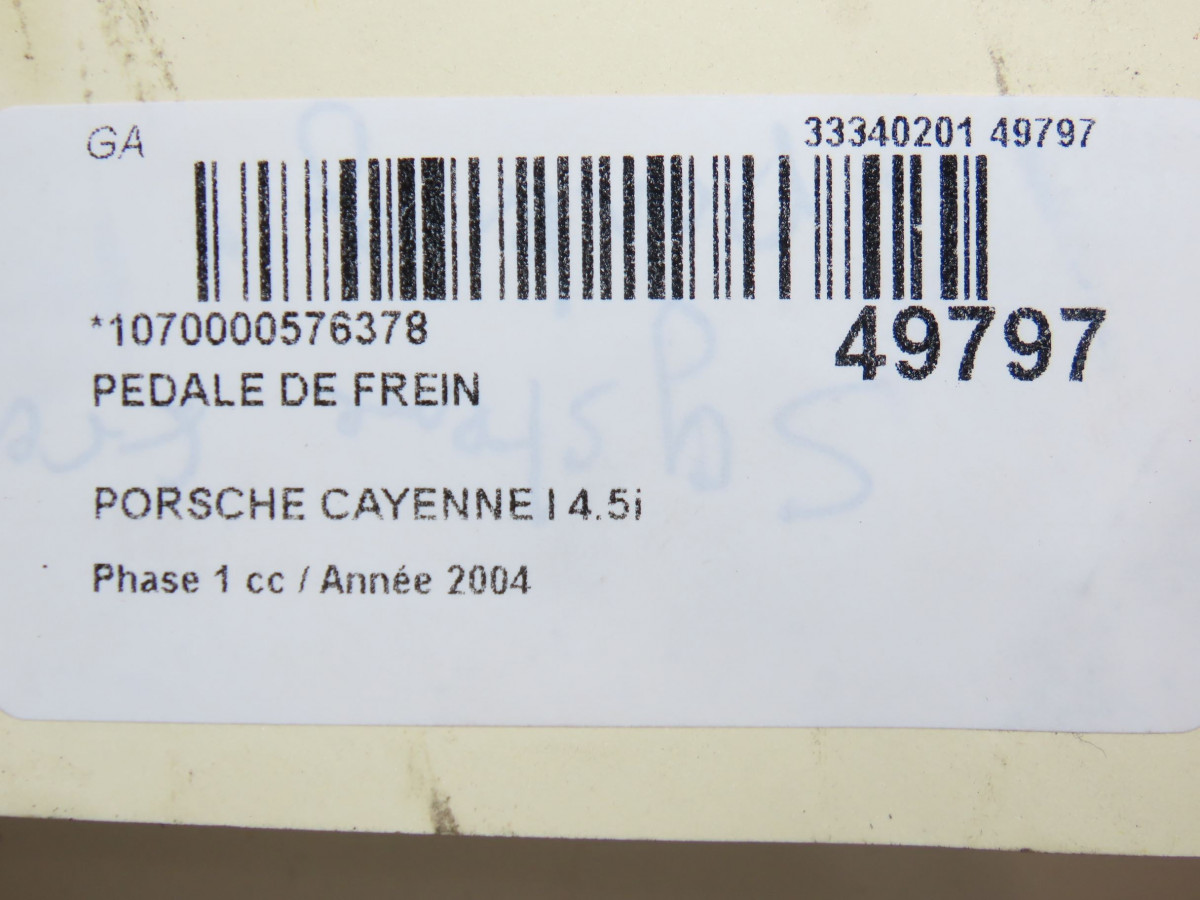 GA
33340201 49797
*1070000576378
49797
PEDALE DE FREIN
PORSCHE CAYENNE I 4.5i
Phase 1 cc / Année 2004